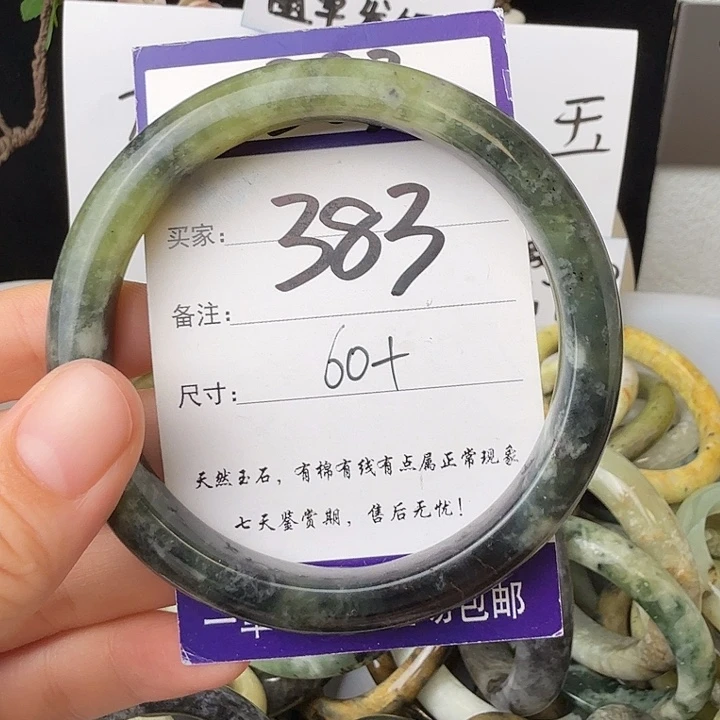 买家：383
备注：
尺寸：60+
天然玉石，有棉有线有点属正常现象
七天鉴赏期，售后无忧！
包邮